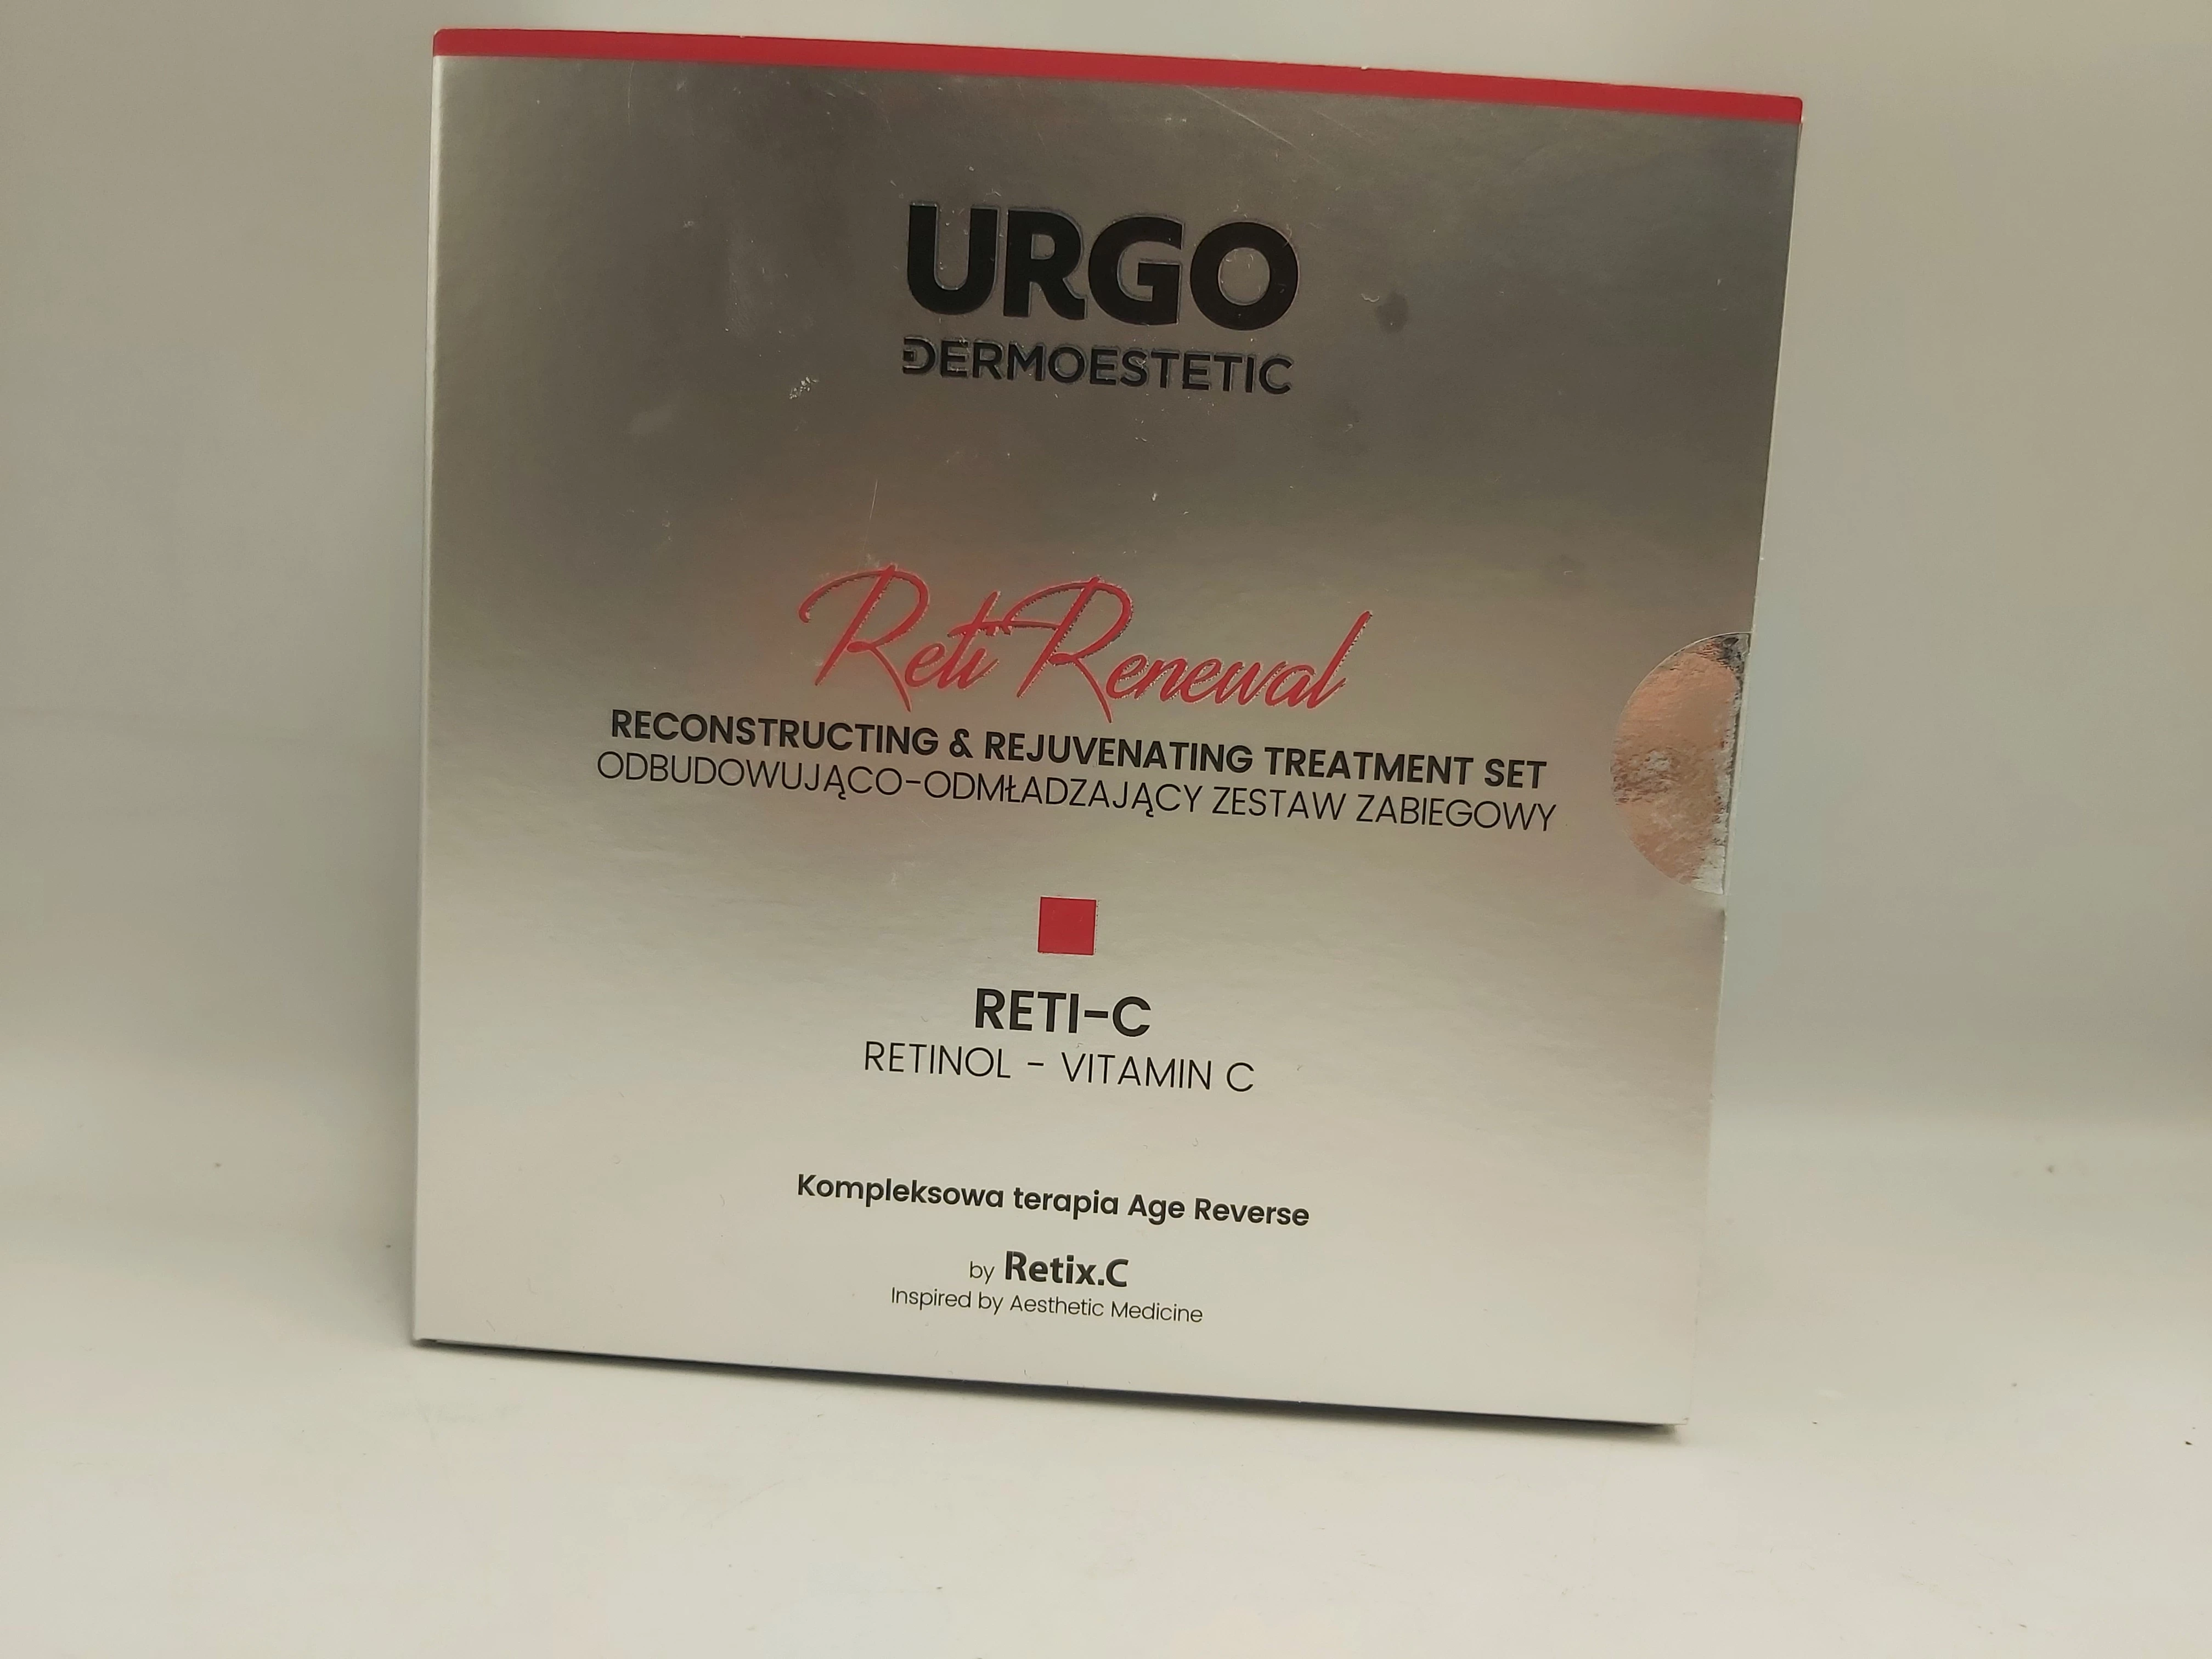 URGO
DERMOESTETIC
Reti Renewal
RECONSTRUCTING & REJUVENATING TREATMENT SET
ODBUDOWUJĄCO-ODMŁADZAJĄCY ZESTAW ZABIEGOWY
RETI-C
RETINOL - VITAMIN C
Kompleksowa terapia Age Reverse
by Retix.C
Inspired by Aesthetic Medicine